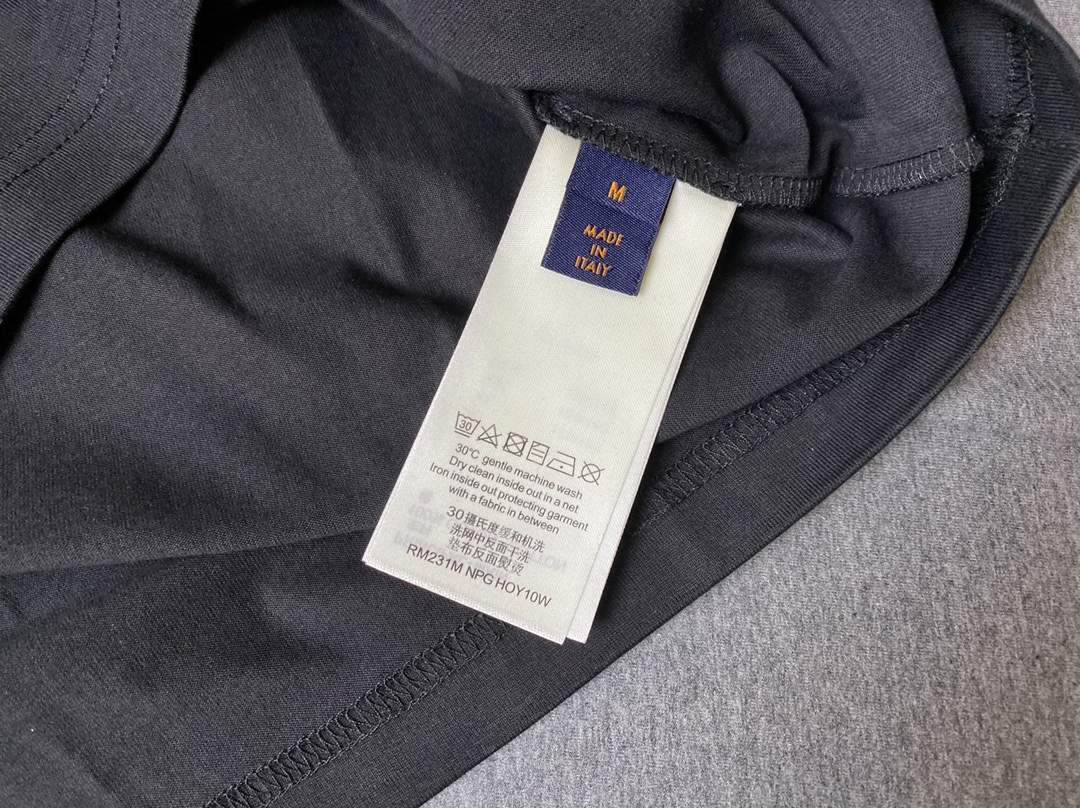 M
MADE
IN
ITALY
30
30℃ gentle machine wash
Dry clean inside out in a net
Iron inside out protecting garment
with a fabric in between
30攝氏度缓和机洗
洗网中反面干洗
垫布反面熨烫
RM231M NPG HOY10W